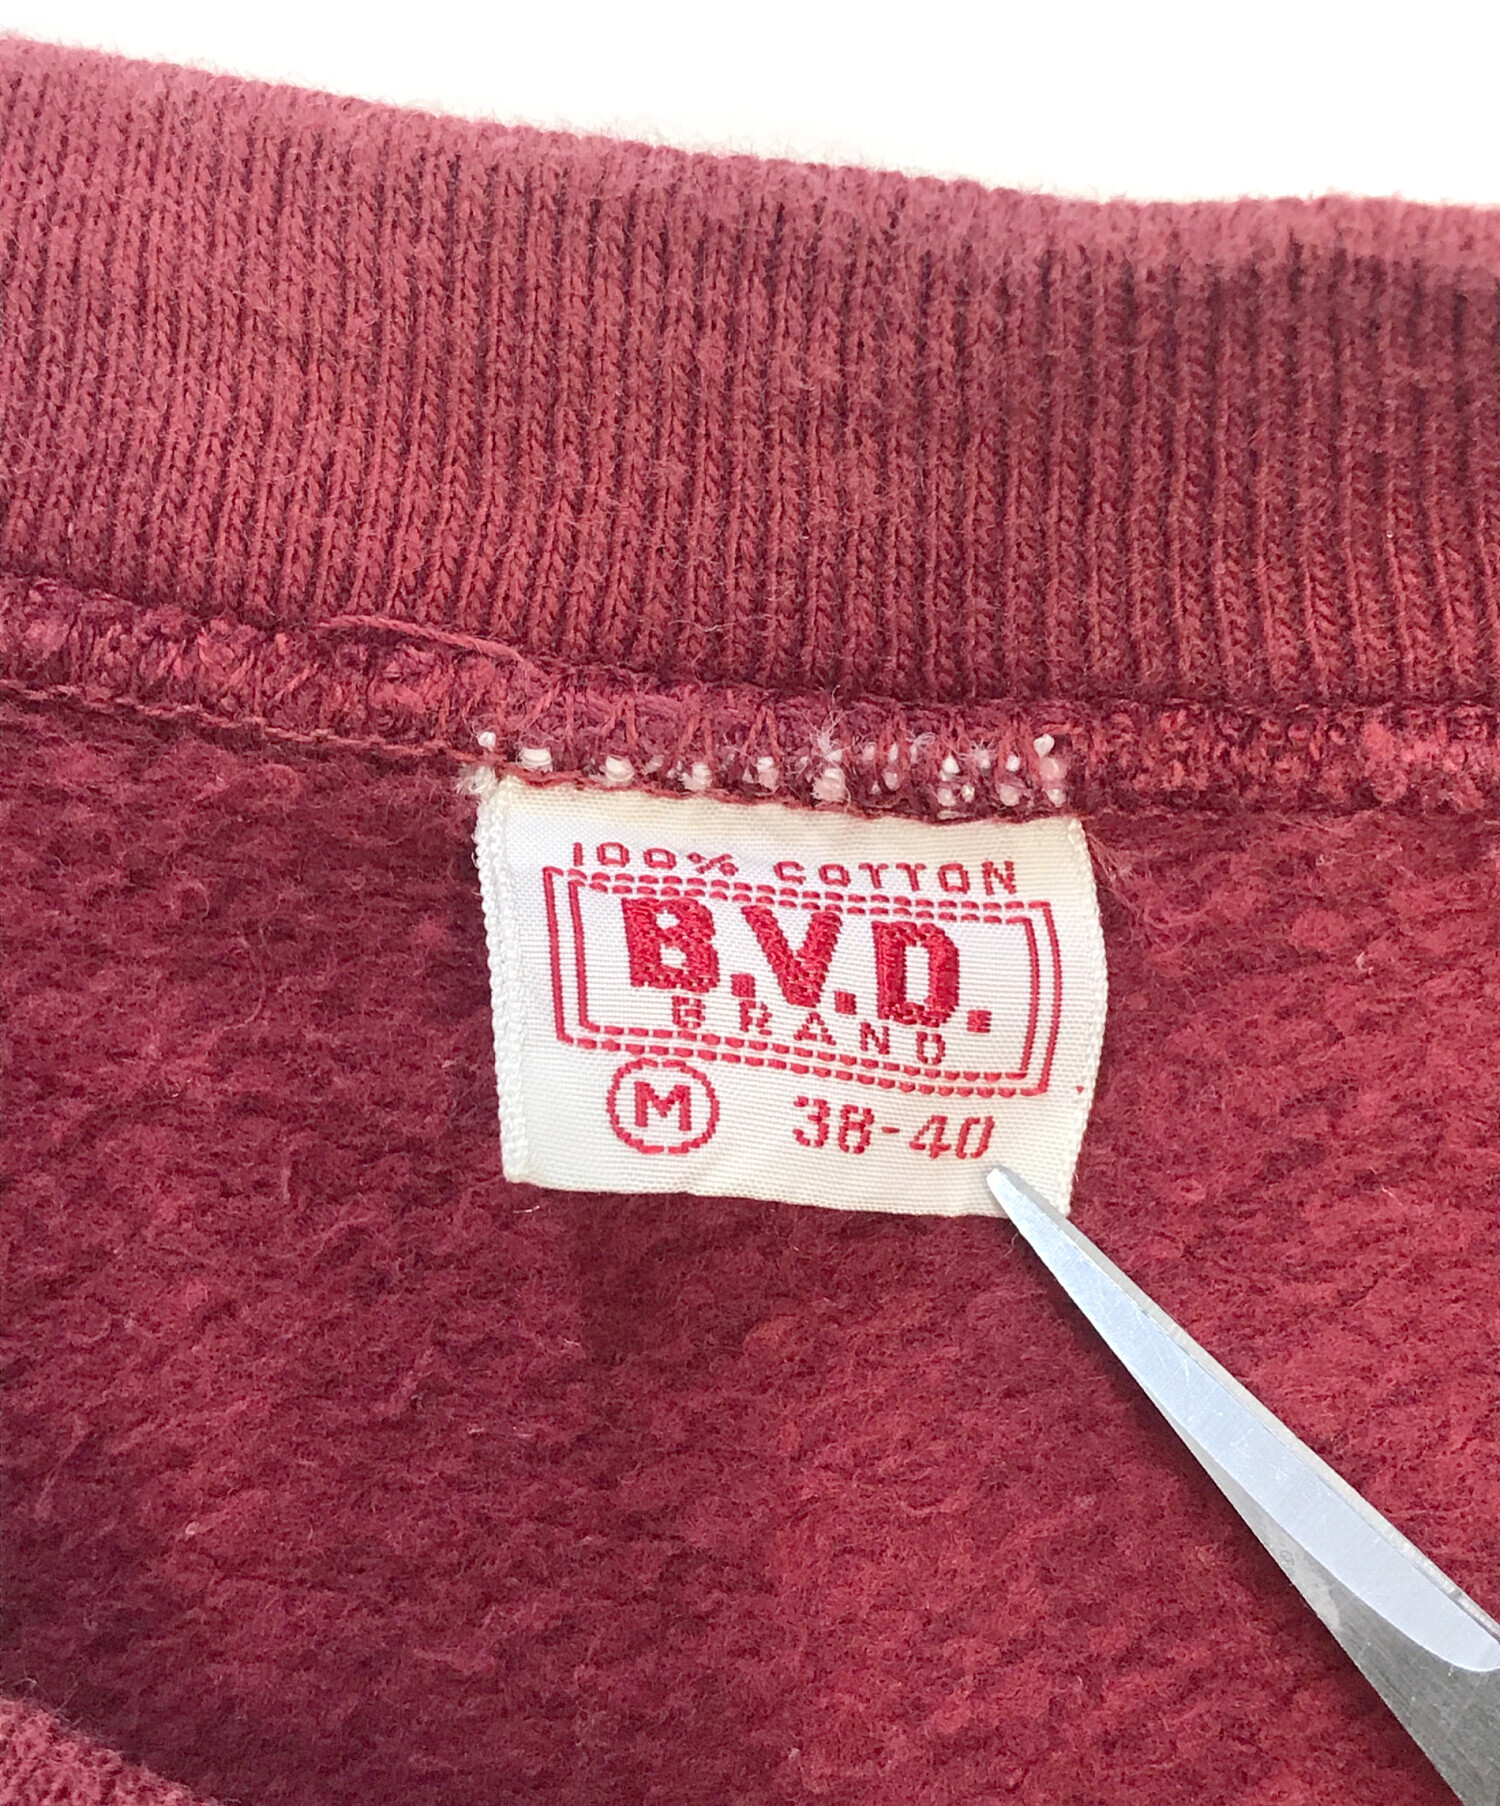 100% COTTON
B.V.D.
BRAND
M 38-40